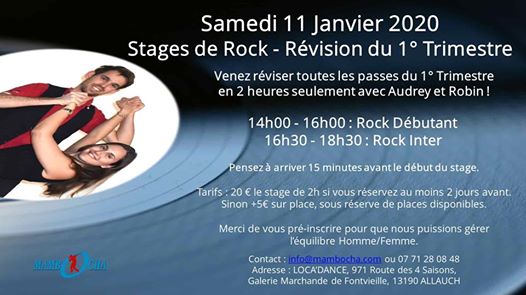 Samedi 11 Janvier 2020
Stages de Rock - Révision du 1° Trimestre
Venez réviser toutes les passes du 1° Trimestre
en 2 heures seulement avec Audrey et Robin !
14h00 - 16h00 : Rock Débutant
16h30 - 18h30 : Rock Inter
Pensez à arriver 15 minutes avant le début du stage.
Tarifs : 20 € le stage de 2h si vous réservez au moins 2 jours avant.
Sinon +5€ sur place, sous réserve de places disponibles.
Merci de vous pré-inscrire pour que nous puissions gérer
l'équilibre Homme/Femme.
Contact : info@mambocha.com ou 07 71 28 08 48
Adresse : LOCA'DANCE, 971 Route des 4 Saisons,
Galerie Marchande de Fontvieille, 13190 ALLAUCH
MAMBOCHA